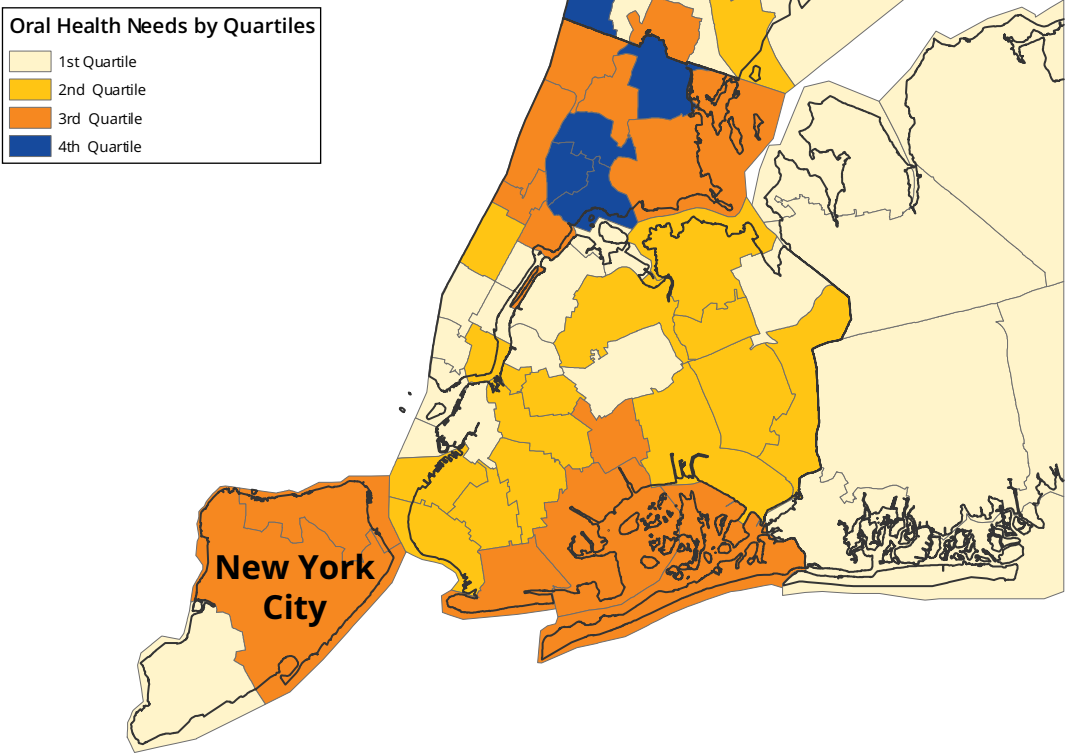 Oral Health Needs by Quartiles
1st Quartile
2nd Quartile
3rd Quartile
4th Quartile
New York
City